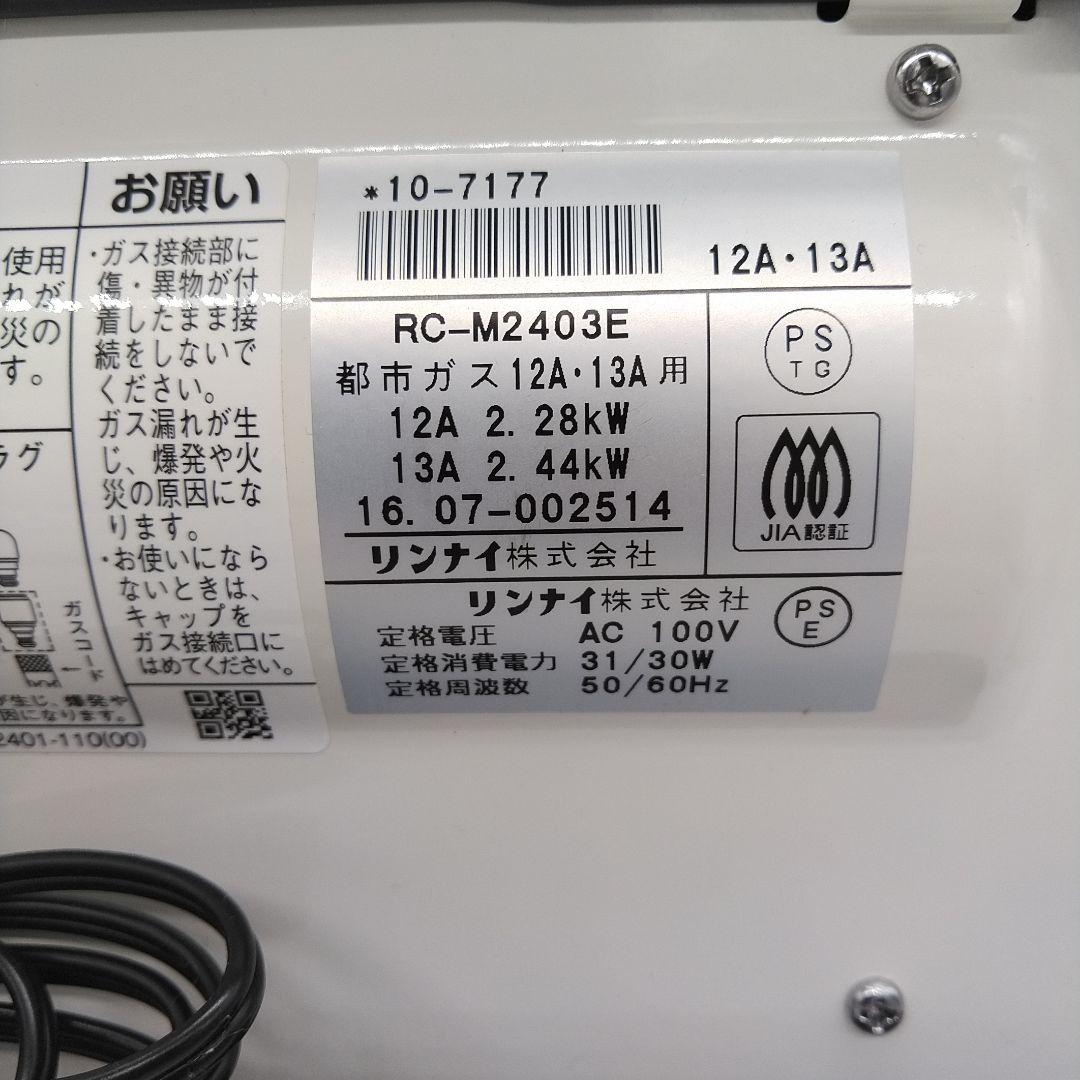 使用
れが
災の
す。
ラグ
ガスコード
が生じ、爆発や
因になります。
2401-110(00)
お願い
・ガス接続部に
傷・異物が付
着したまま接
続をしないで
ください。
ガス漏れが生
じ、爆発や火
災の原因にな
ります。
・お使いになら
ないときは、
キャップを
ガス接続口に
はめてください。
*10-7177
12A・13A
RC-M2403E
都市ガス12A・13A用
12A 2.28kW
13A 2.44kW
16.07-002514
リンナイ株式会社
PS
TG
JIA認証
リンナイ株式会社
定格電圧 AC 100V
定格消費電力 31/30W
定格周波数 50/60Hz
PS
E